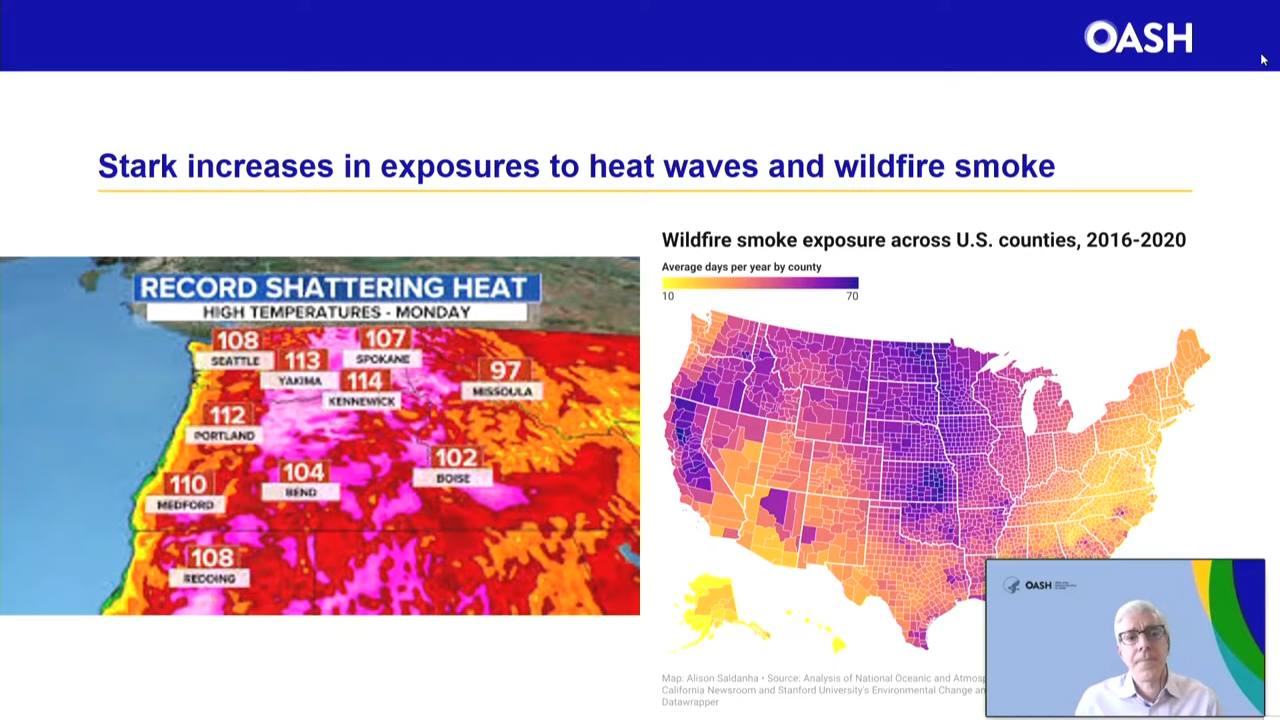 OASH
Stark increases in exposures to heat waves and wildfire smoke
RECORD SHATTERING HEAT
HIGH TEMPERATURES - MONDAY
108
SEATTLE
113
YAKIMA
107
SPOKANE
114
KENNEWICK
97
MISSOULA
112
PORTLAND
110
MEDFORD
104
BEND
102
BOISE
108
REDDING
Wildfire smoke exposure across U.S. counties, 2016-2020
Average days per year by county
10 70
Map: Alison Saldanha • Source: Analysis of National Oceanic and
California Newsroom and Stanford University's Environmental Change
Datawrapper
OASH